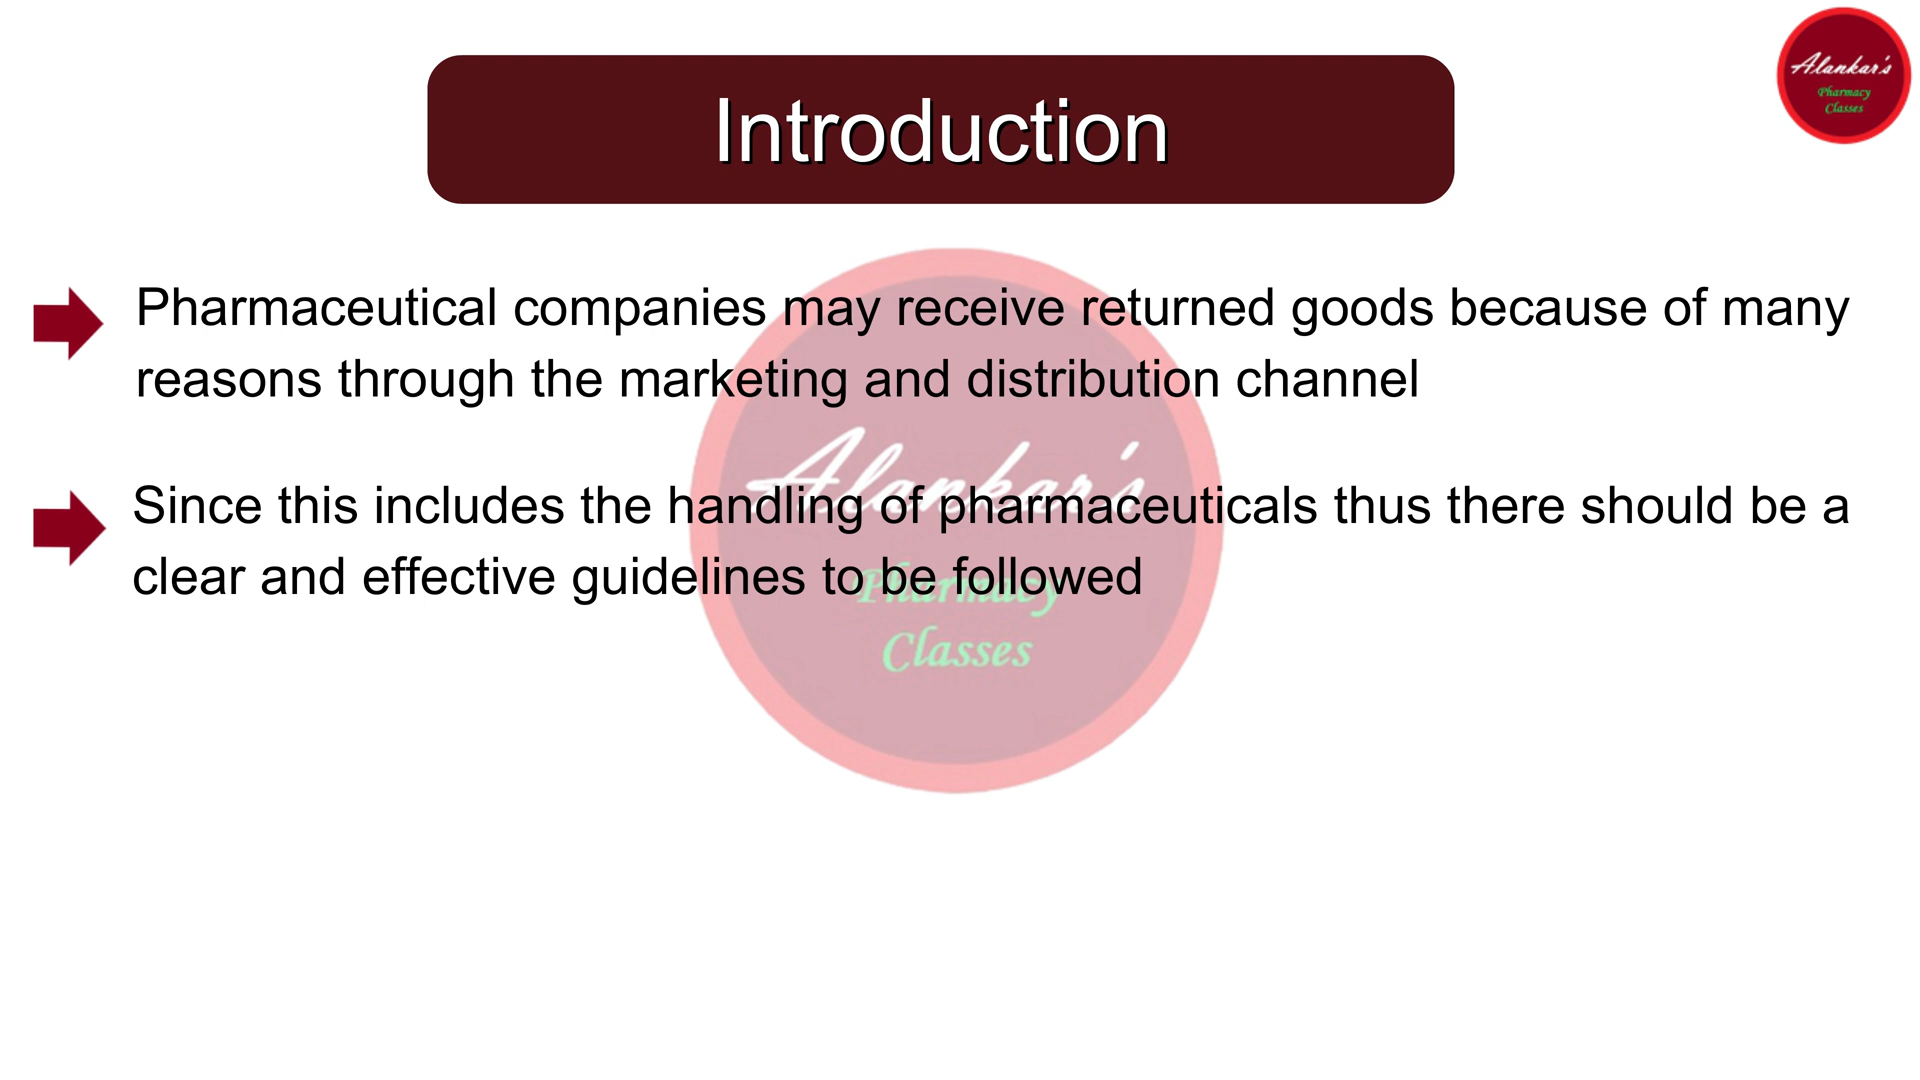 Alankar's
Pharmacy
Classes
Introduction
Pharmaceutical companies may receive returned goods because of many
reasons through the marketing and distribution channel
Since this includes the handling of pharmaceuticals thus there should be a
clear and effective guidelines to be followed
Alankar's
Pharmacy
Classes